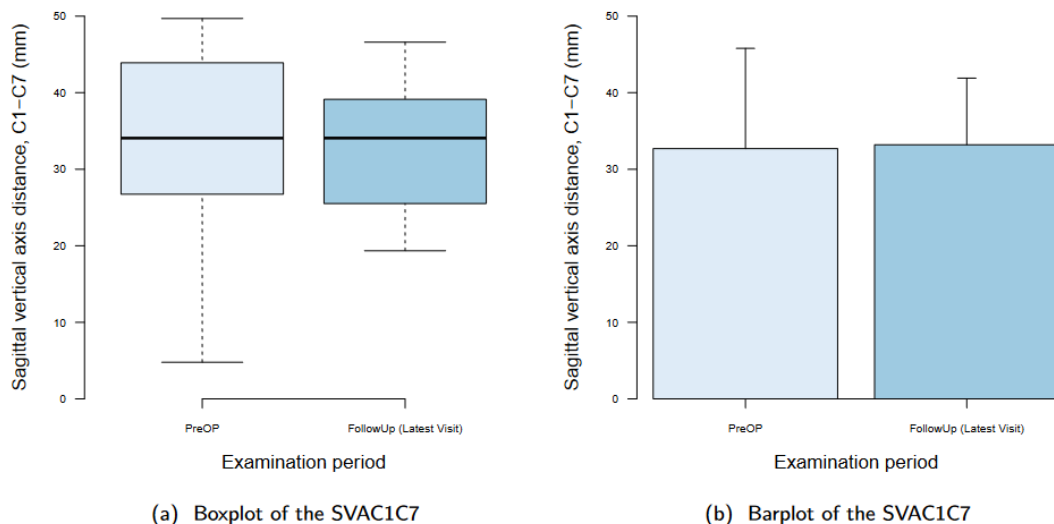 Sagittal vertical axis distance, C1−C7 (mm)
50
40
30
20
10
0
PreOP
FollowUp (Latest Visit)
Examination period
(a) Boxplot of the SVAC1C7
Sagittal vertical axis distance, C1−C7 (mm)
50
40
30
20
10
0
PreOP
FollowUp (Latest Visit)
Examination period
(b) Barplot of the SVAC1C7